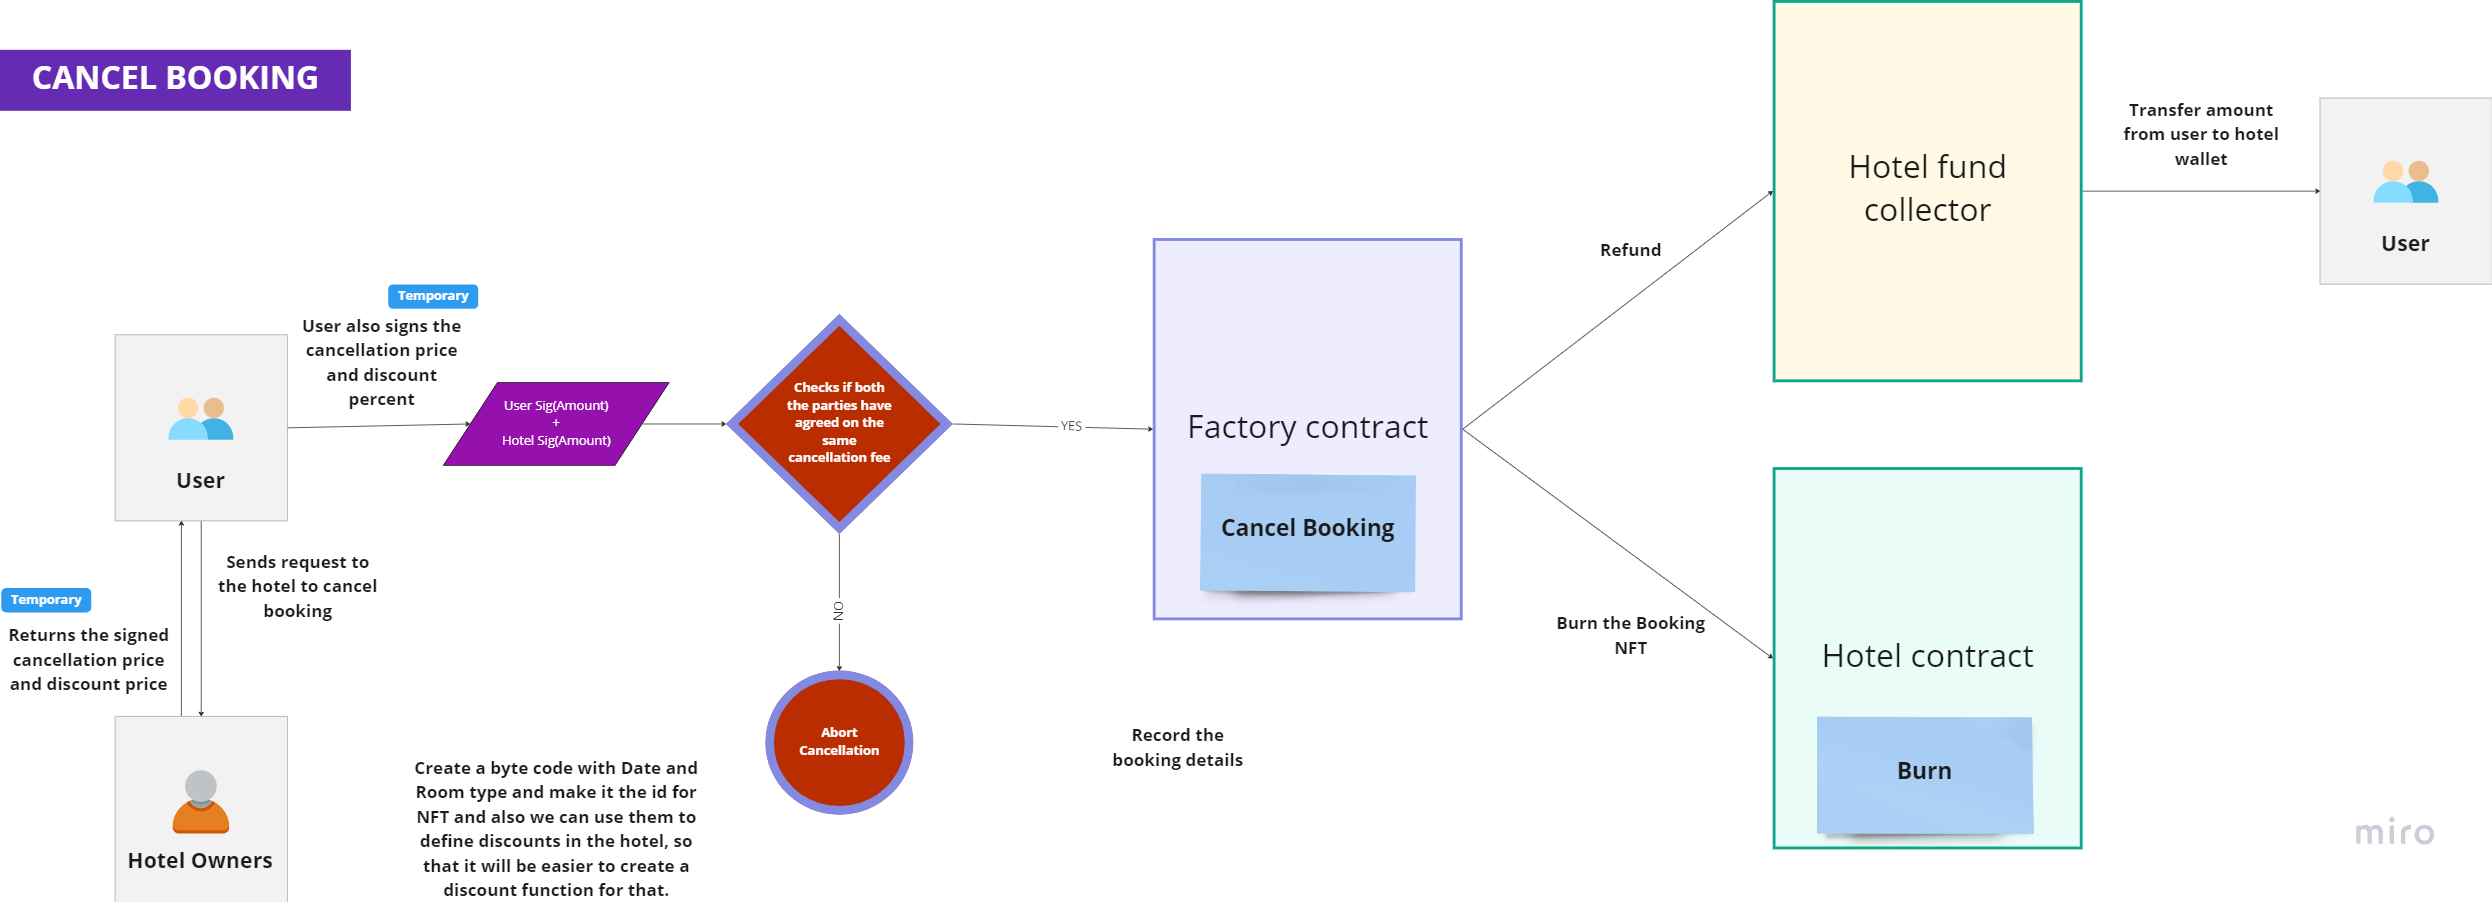 CANCEL BOOKING
Temporary
User also signs the
cancellation price
and discount
percent
User
Sends request to
the hotel to cancel
booking
Temporary
Returns the signed
cancellation price
and discount price
Hotel Owners
User Sig(Amount)
+
Hotel Sig(Amount)
Checks if both
the parties have
agreed on the
same
cancellation fee
YES
NO
Abort
Cancellation
Create a byte code with Date and
Room type and make it the id for
NFT and also we can use them to
define discounts in the hotel, so
that it will be easier to create a
discount function for that.
Factory contract
Cancel Booking
Record the
booking details
Refund
Burn the Booking
NFT
Hotel fund
collector
Transfer amount
from user to hotel
wallet
User
Hotel contract
Burn
miro